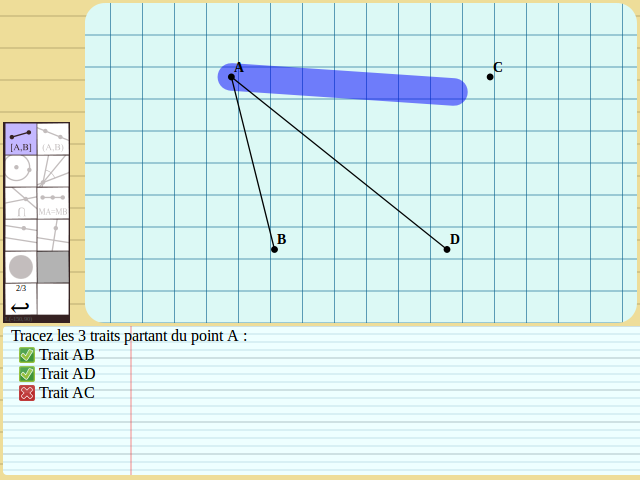 A
C
[A,B]
(A,B)
B
D
MA=MB
2/3
Tracez les 3 traits partant du point A :
Trait AB
Trait AD
Trait AC